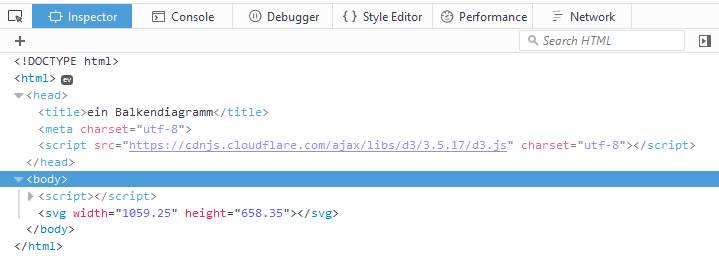 Inspector Console Debugger Style Editor Performance Network
+ Search HTML
<!DOCTYPE html>
<html> ev
<head>
<title>ein Balkendiagramm</title>
<meta charset="utf-8">
<script src="https://cdnjs.cloudflare.com/ajax/libs/d3/3.5.17/d3.js" charset="utf-8"></script>
</head>
<body>
<script></script>
<svg width="1059.25" height="658.35"></svg>
</body>
</html>